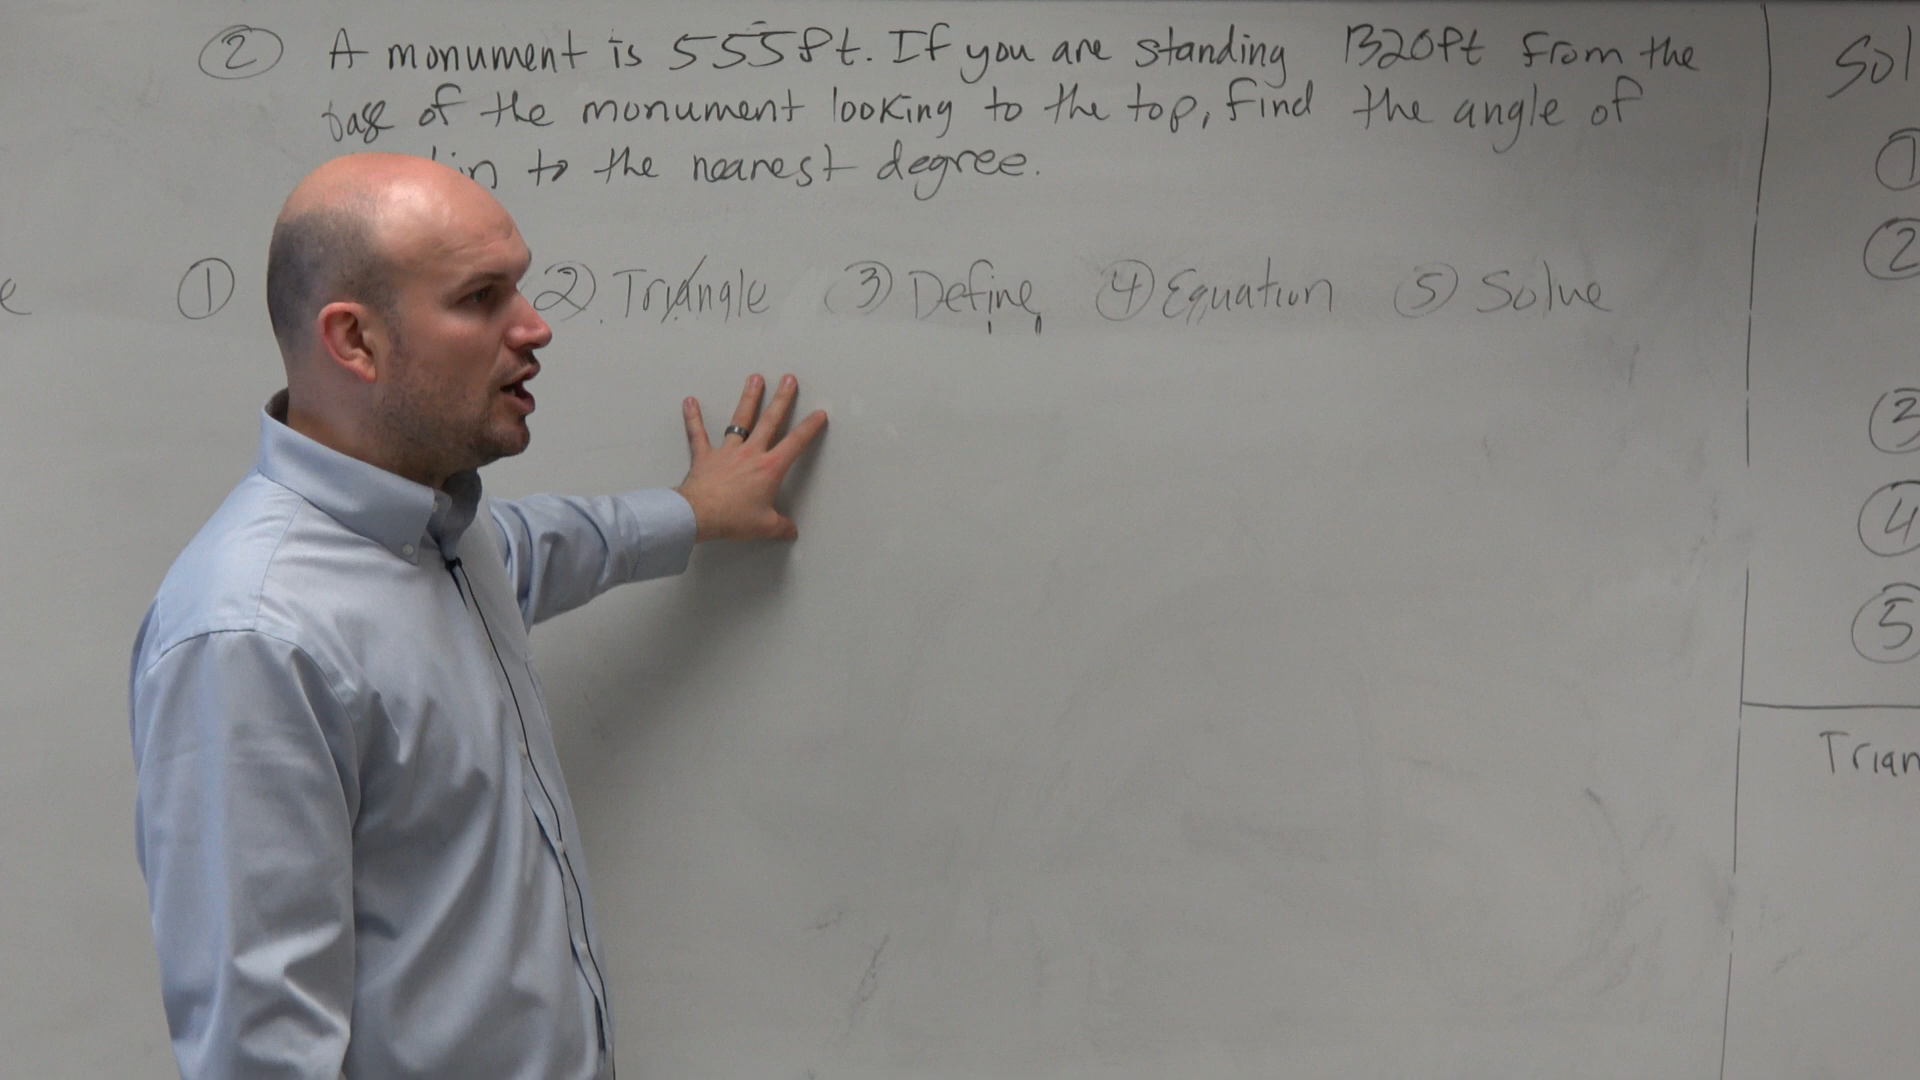 ② A monument is 555ft. If you are standing 1320ft from the
base of the monument looking to the top, find the angle of
to the nearest degree.
① ② Triangle ③ Define ④ Equation ⑤ Solve
Sol
①
②
③
④
⑤
Trian